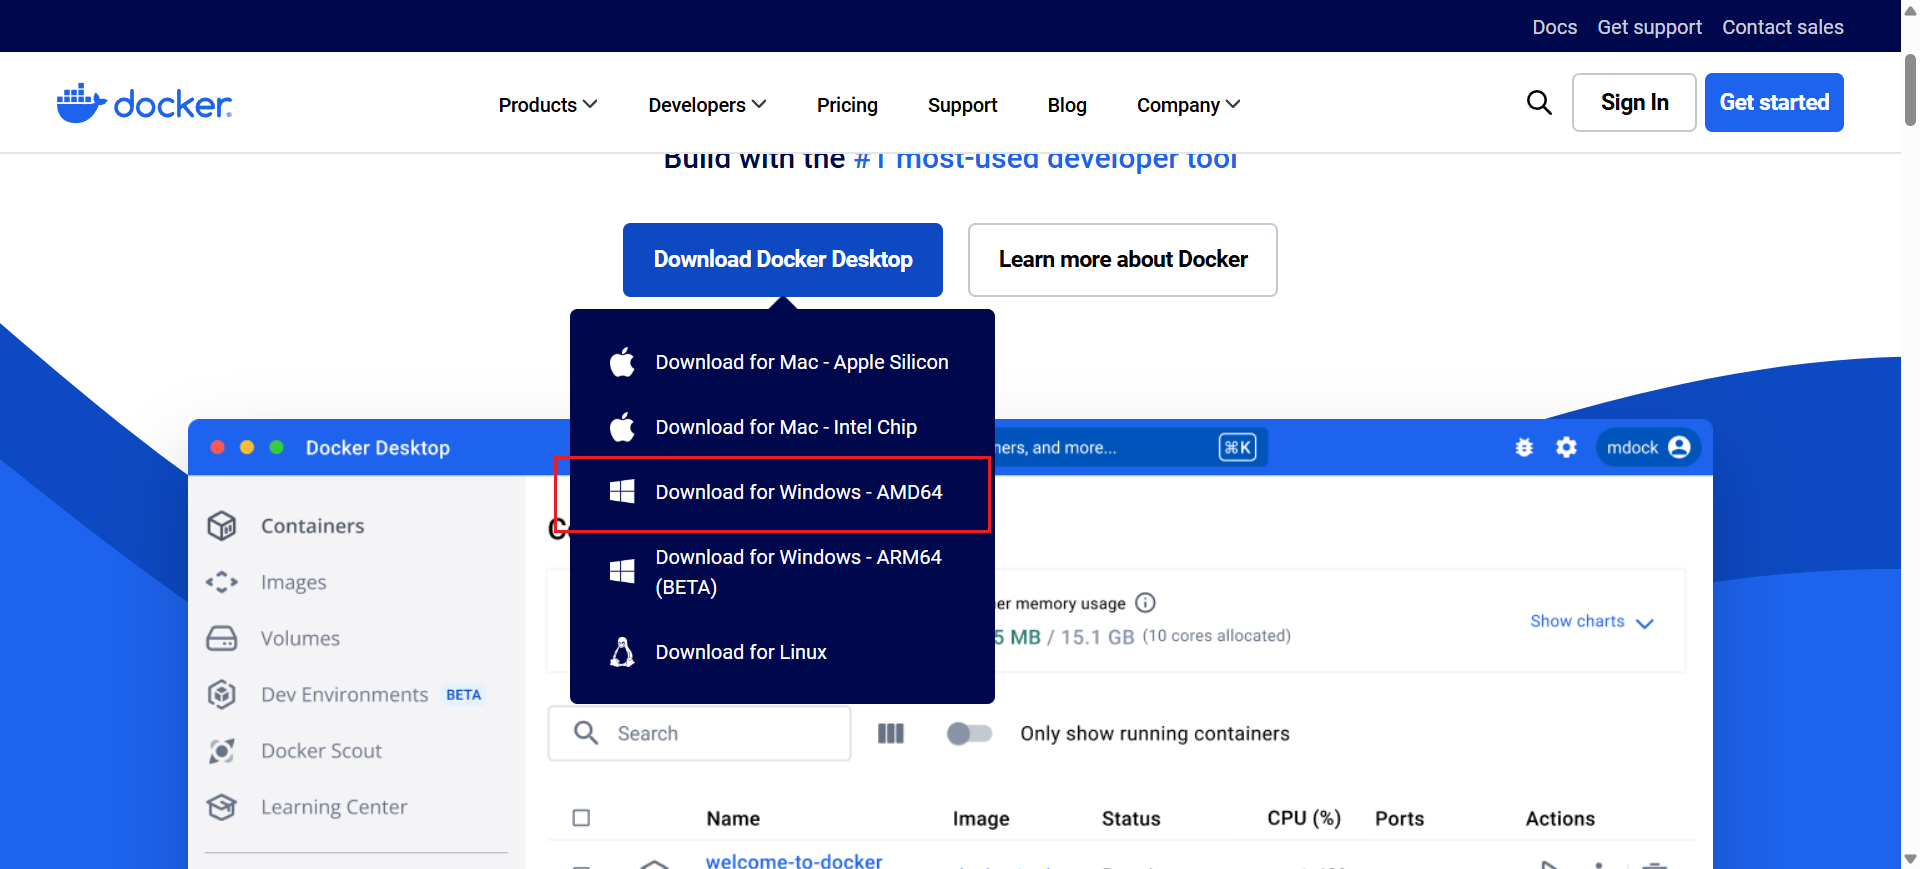 Docs Get support Contact sales
docker
Products Developers Pricing Support Blog Company Sign In Get started
Build with the #1 most-used developer tool
Download Docker Desktop Learn more about Docker
Download for Mac - Apple Silicon
Download for Mac - Intel Chip
Download for Windows - AMD64
Download for Windows - ARM64
(BETA)
Download for Linux
Docker Desktop
ners, and more... ⌘K mdock
Containers
Images
Volumes
Dev Environments BETA
Docker Scout
Learning Center
er memory usage
5 MB / 15.1 GB (10 cores allocated)
Show charts
Search Only show running containers
Name Image Status CPU (%) Ports Actions
welcome-to-docker